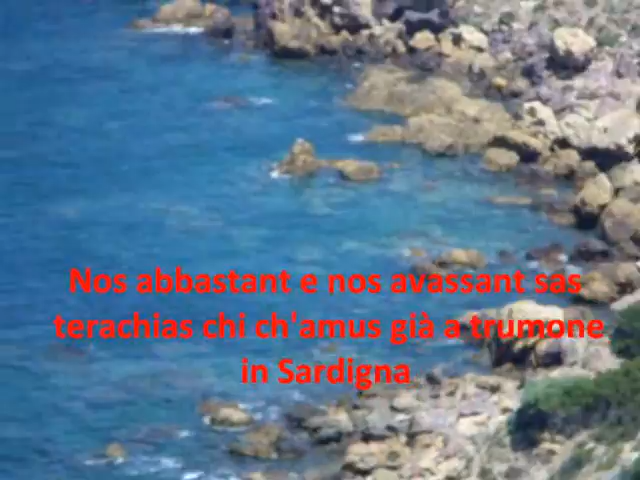 Nos abbastant e nos avassant sas
terachias chi ch'amus già a trumone
in Sardigna